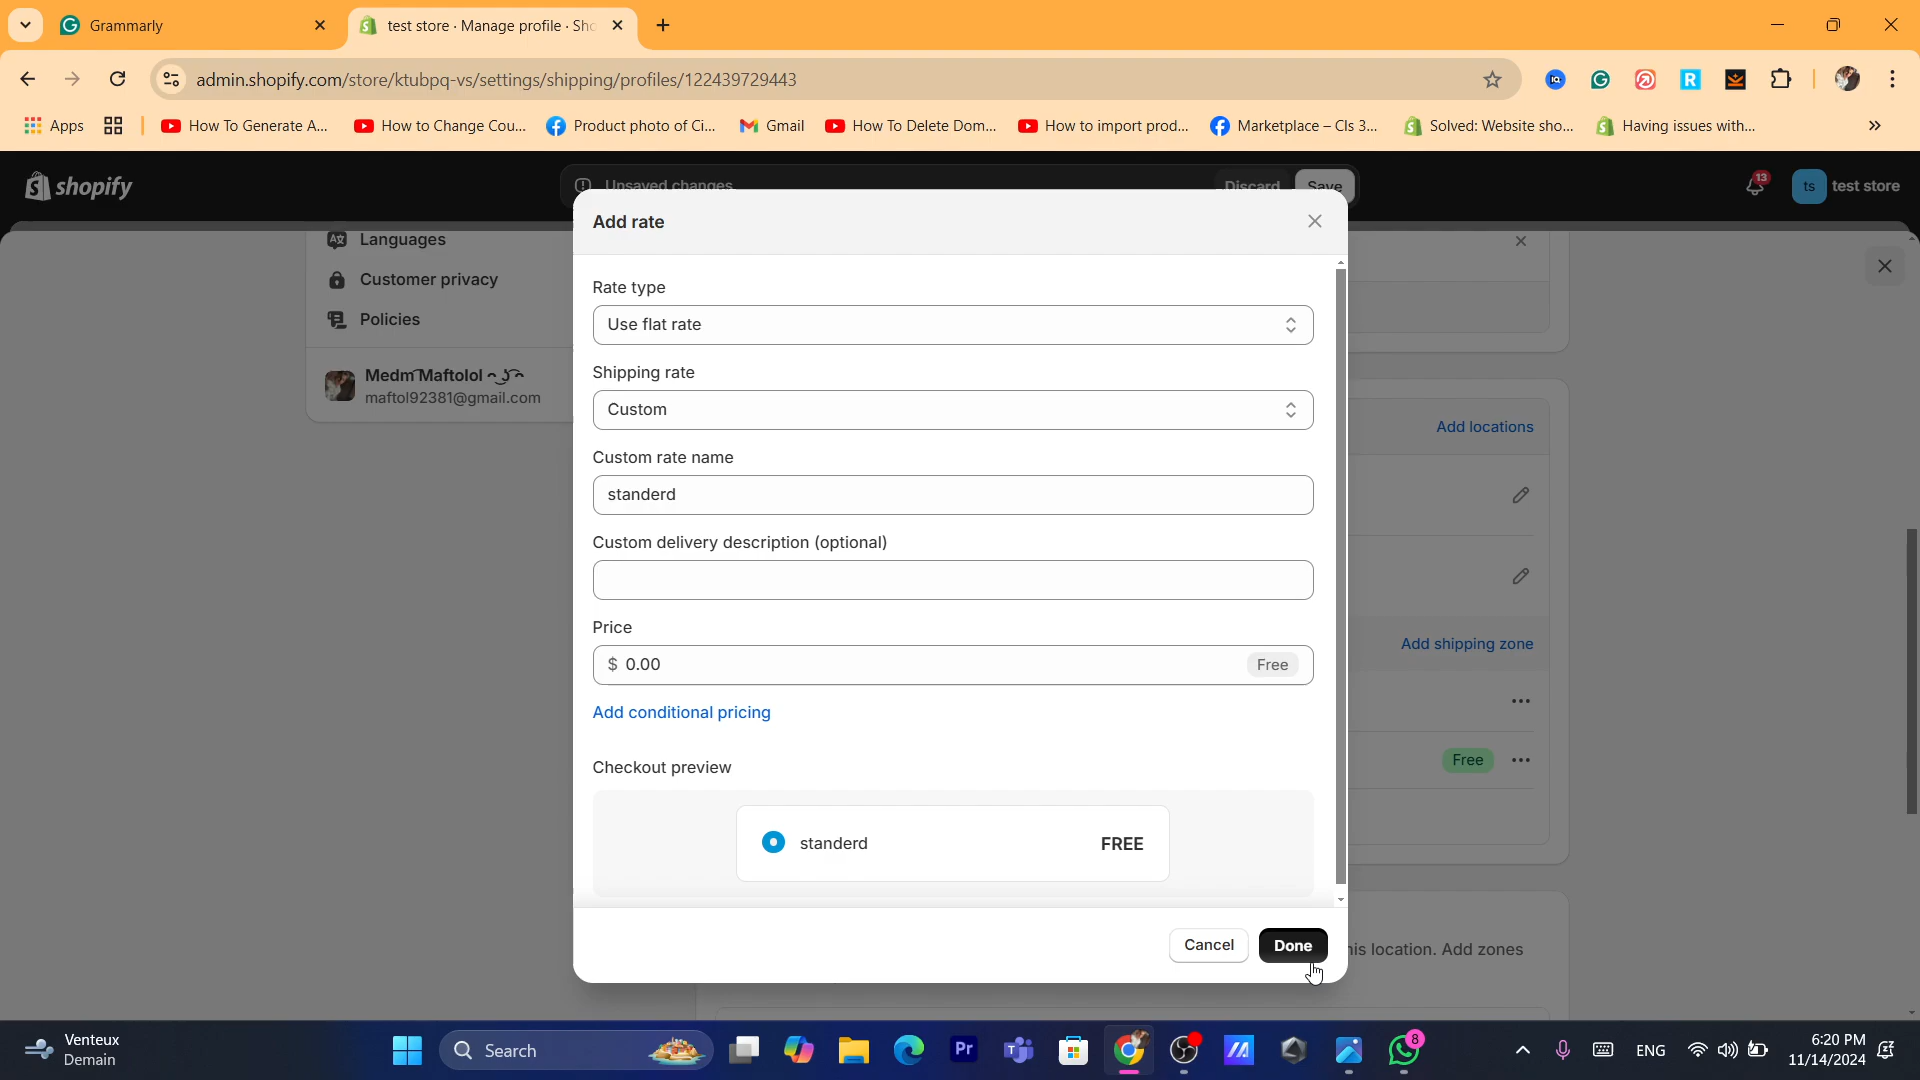 Grammarly
test store · Manage profile · Sho
admin.shopify.com/store/ktubpq-vs/settings/shipping/profiles/122439729443
Apps
How To Generate A...
How to Change Cou...
Product photo of Ci...
Gmail
How To Delete Dom...
How to import prod...
Marketplace – Cls 3...
Solved: Website sho...
Having issues with...
shopify
Unsaved changes
Discard
Save
13
ts
test store
Languages
Customer privacy
Policies
Medm Maftolol
maftol92381@gmail.com
Add rate
Rate type
Use flat rate
Shipping rate
Custom
Custom rate name
standerd
Custom delivery description (optional)
Price
$ 0.00
Free
Add conditional pricing
Checkout preview
standerd
FREE
Cancel
Done
Add locations
Add shipping zone
Free
his location. Add zones
Venteux
Demain
Search
Pr
8
ENG
6:20 PM
11/14/2024